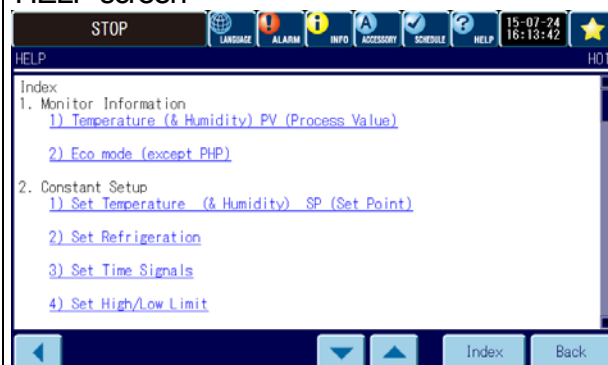 HELP screen
STOP
LANGUAGE
ALARM
INFO
ACCESSORY
SCHEDULE
HELP
15-07-24
16:13:42
HELP
Index
1. Monitor Information
1) Temperature (& Humidity) PV (Process Value)
2) Eco mode (except PHP)
2. Constant Setup
1) Set Temperature (& Humidity) SP (Set Point)
2) Set Refrigeration
3) Set Time Signals
4) Set High/Low Limit
Index
Back